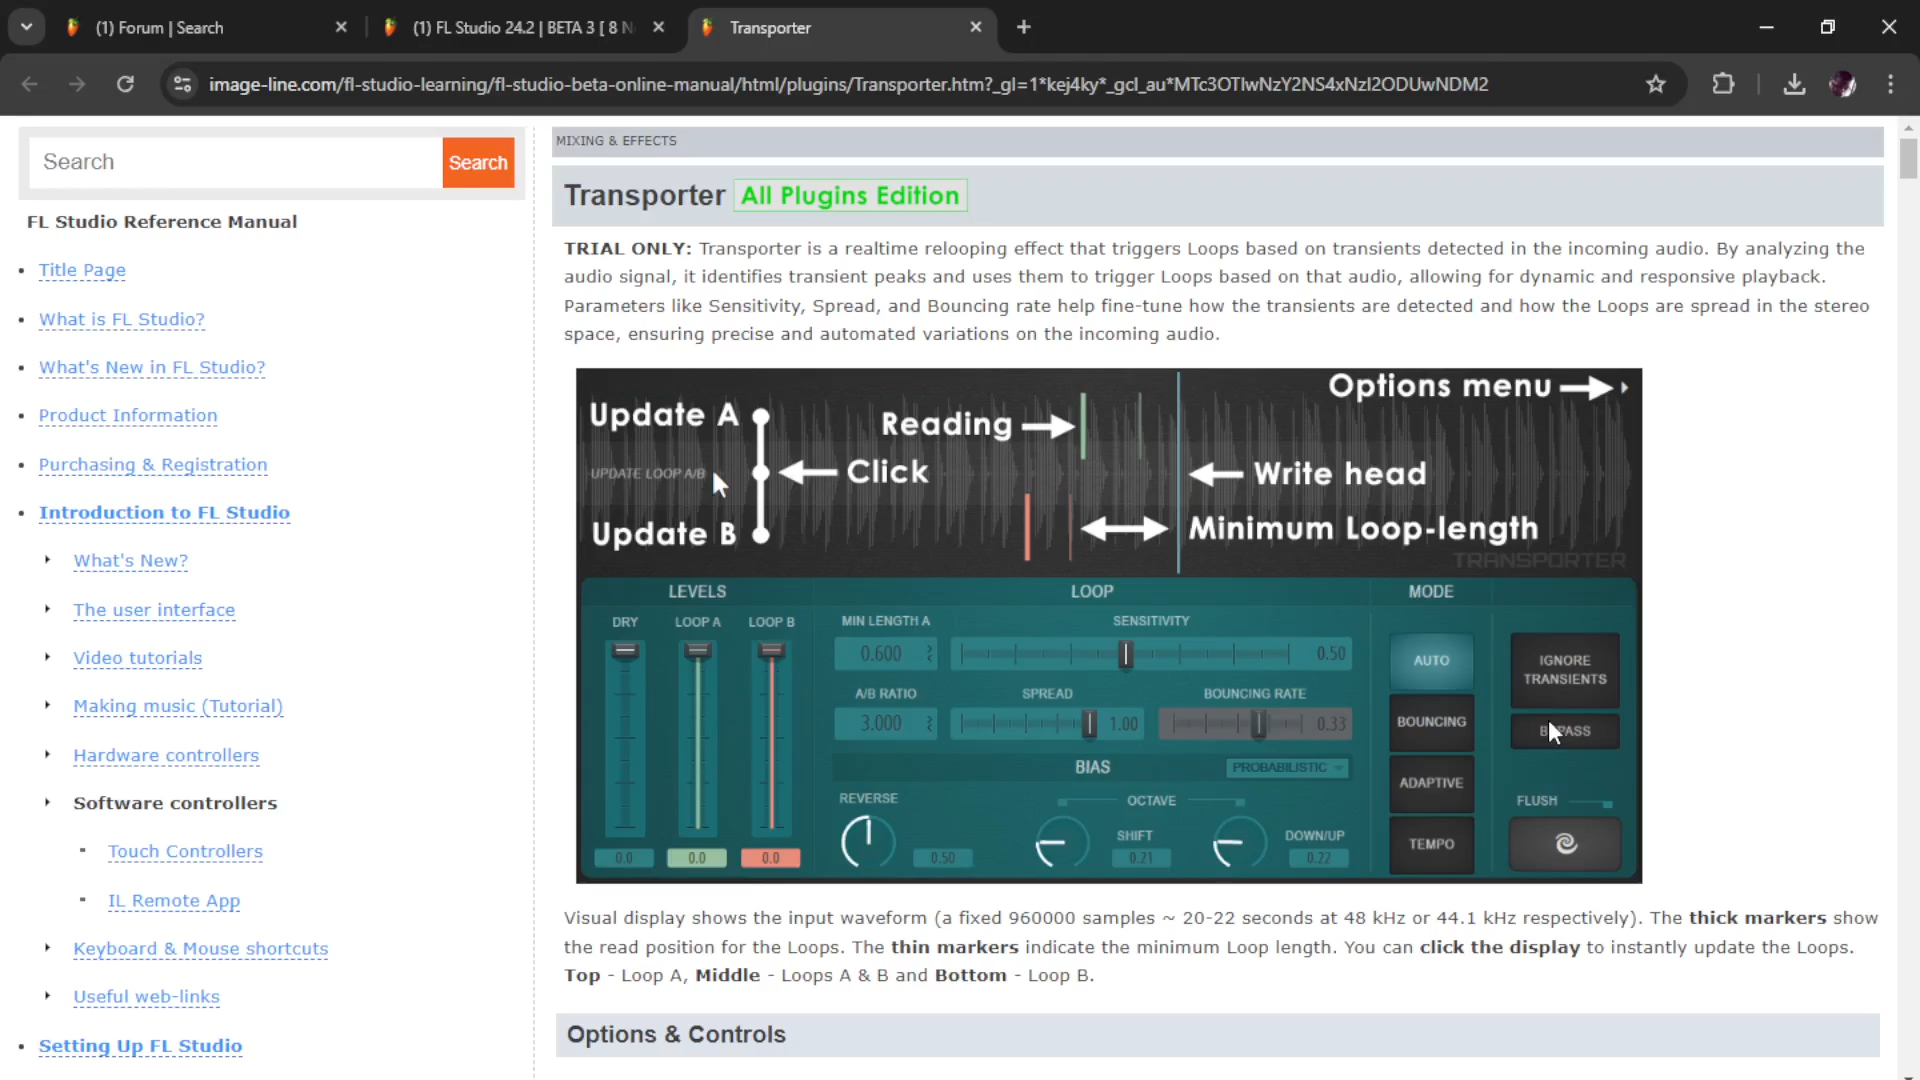 (1) Forum | Search
(1) FL Studio 24.2 | BETA 3 [ 8 N
Transporter
image-line.com/fl-studio-learning/fl-studio-beta-online-manual/html/plugins/Transporter.htm?_gl=1*kej4ky*_gcl_au*MTc3OTIwNzY2NS4xNzI2ODUwNDM2
Search
Search
FL Studio Reference Manual
Title Page
What is FL Studio?
What's New in FL Studio?
Product Information
Purchasing & Registration
Introduction to FL Studio
What's New?
The user interface
Video tutorials
Making music (Tutorial)
Hardware controllers
Software controllers
Touch Controllers
IL Remote App
Keyboard & Mouse shortcuts
Useful web-links
Setting Up FL Studio
MIXING & EFFECTS
Transporter All Plugins Edition
TRIAL ONLY: Transporter is a realtime relooping effect that triggers Loops based on transients detected in the incoming audio. By analyzing the
audio signal, it identifies transient peaks and uses them to trigger Loops based on that audio, allowing for dynamic and responsive playback.
Parameters like Sensitivity, Spread, and Bouncing rate help fine-tune how the transients are detected and how the Loops are spread in the stereo
space, ensuring precise and automated variations on the incoming audio.
Options menu
Update A
Reading
UPDATE LOOP A/B
Click
Write head
Update B
Minimum Loop-length
TRANSPORTER
LEVELS
LOOP
MODE
DRY
LOOP A
LOOP B
MIN LENGTH A
SENSITIVITY
0.600
0.50
A/B RATIO
SPREAD
BOUNCING RATE
3.000
1.00
0.33
BIAS
PROBABILISTIC
REVERSE
OCTAVE
SHIFT
DOWN/UP
0.0
0.0
0.0
0.50
0.21
0.22
AUTO
BOUNCING
ADAPTIVE
TEMPO
IGNORE
TRANSIENTS
BYPASS
FLUSH
Visual display shows the input waveform (a fixed 960000 samples ~ 20-22 seconds at 48 kHz or 44.1 kHz respectively). The thick markers show
the read position for the Loops. The thin markers indicate the minimum Loop length. You can click the display to instantly update the Loops.
Top - Loop A, Middle - Loops A & B and Bottom - Loop B.
Options & Controls